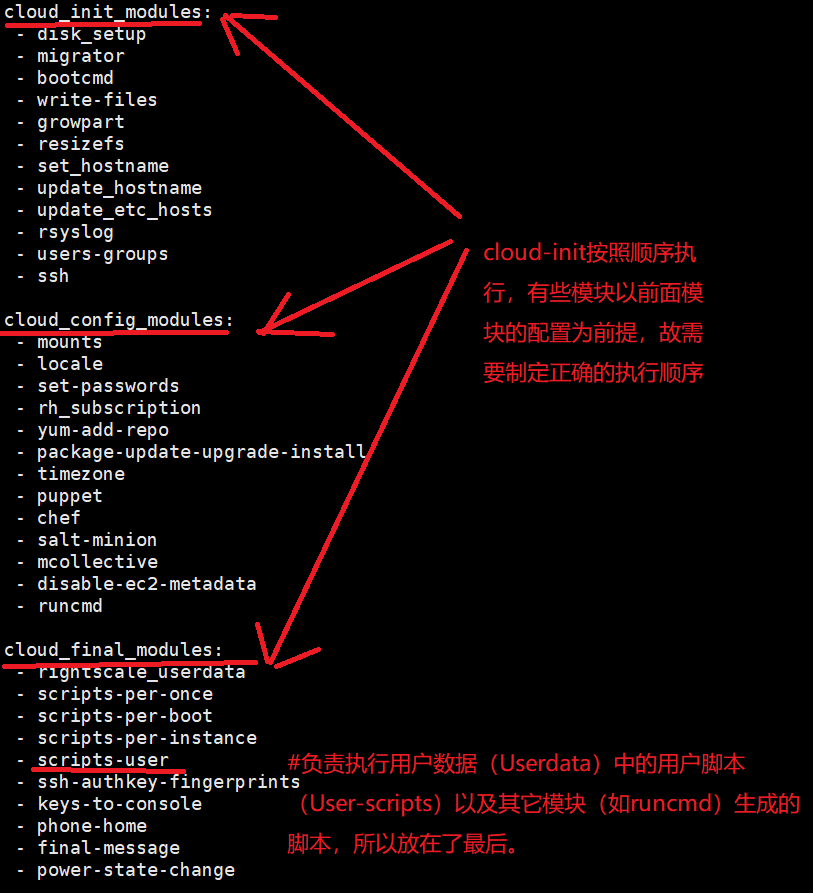 cloud_init_modules:
- disk_setup
- migrator
- bootcmd
- write-files
- growpart
- resizefs
- set_hostname
- update_hostname
- update_etc_hosts
- rsyslog
- users-groups
- ssh
cloud_config_modules:
- mounts
- locale
- set-passwords
- rh_subscription
- yum-add-repo
- package-update-upgrade-install
- timezone
- puppet
- chef
- salt-minion
- mcollective
- disable-ec2-metadata
- runcmd
cloud_final_modules:
- rightscale_userdata
- scripts-per-once
- scripts-per-boot
- scripts-per-instance
- scripts-user
- ssh-authkey-fingerprints
- keys-to-console
- phone-home
- final-message
- power-state-change
cloud-init按照顺序执
行，有些模块以前面模
块的配置为前提，故需
要制定正确的执行顺序
#负责执行用户数据（Userdata）中的用户脚本
（User-scripts）以及其它模块（如runcmd）生成的
脚本，所以放在了最后。